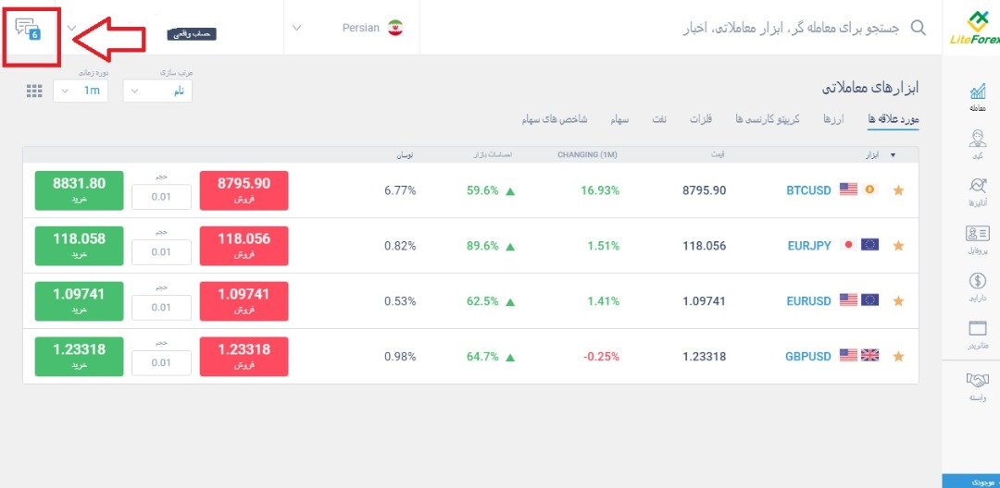 LiteForex
جستجو برای معامله گر، ابزار معاملاتی، اخبار
Persian
حساب واقعی
6
ابزارهای معاملاتی
مرتب سازی
نام
دوره زمانی
1m
مورد علاقه ها
ارزها
کریپتو کارنسی ها
فلزات
نفت
سهام
شاخص های سهام
ابزار
قیمت
CHANGING (1M)
احساسات بازار
نوسان
BTCUSD
8795.90
16.93%
59.6%
6.77%
8795.90
فروش
حجم
0.01
8831.80
خرید
EURJPY
118.056
1.51%
89.6%
0.82%
118.056
فروش
حجم
0.01
118.058
خرید
EURUSD
1.09741
1.41%
62.5%
0.53%
1.09741
فروش
حجم
0.01
1.09741
خرید
GBPUSD
1.23318
-0.25%
64.7%
0.98%
1.23318
فروش
حجم
0.01
1.23318
خرید
معامله
کپی
آنالیزها
پروفایل
دارایی
متاتریدر
وابسته
موجودی